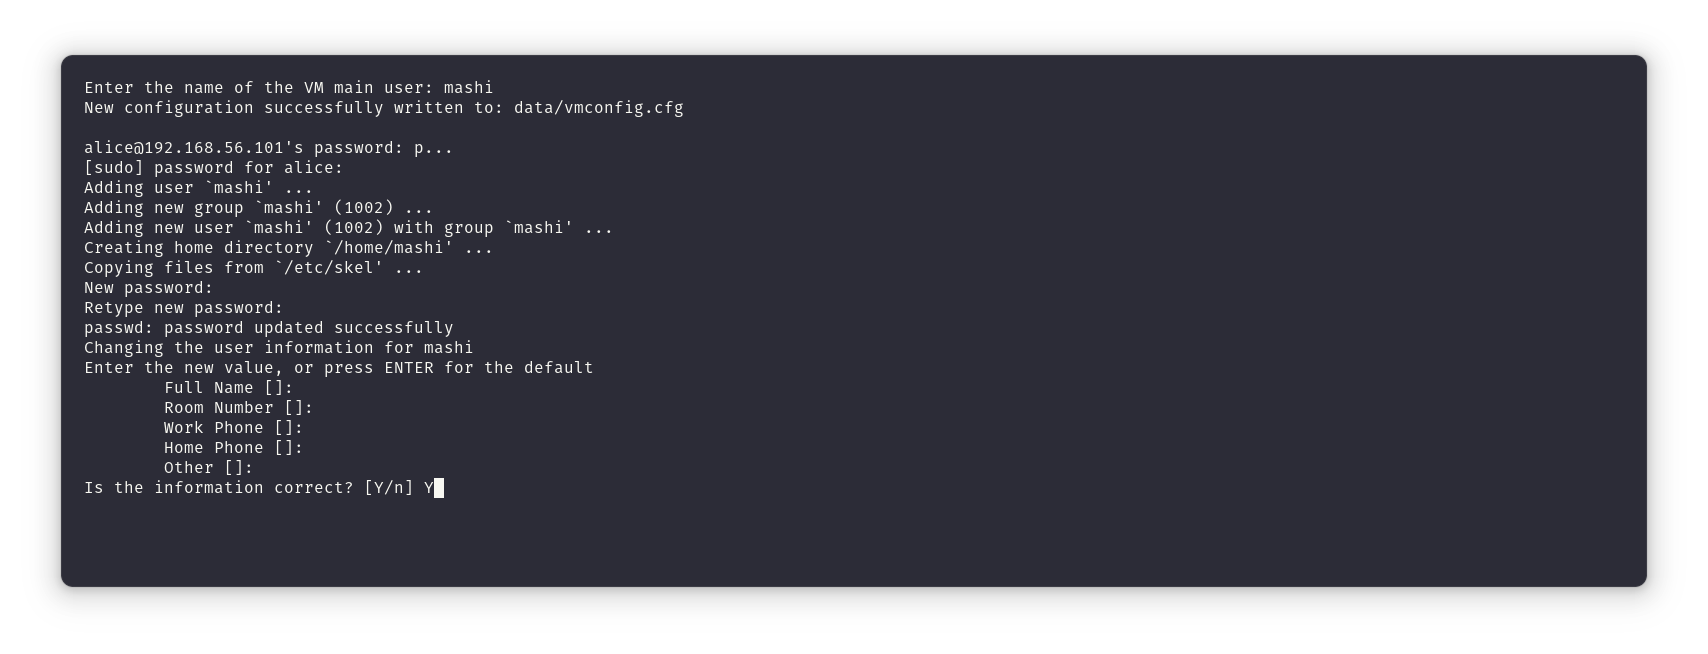 Enter the name of the VM main user: mashi
New configuration successfully written to: data/vmconfig.cfg
alice@192.168.56.101's password: p...
[sudo] password for alice:
Adding user `mashi' ...
Adding new group `mashi' (1002) ...
Adding new user `mashi' (1002) with group `mashi' ...
Creating home directory `/home/mashi' ...
Copying files from `/etc/skel' ...
New password:
Retype new password:
passwd: password updated successfully
Changing the user information for mashi
Enter the new value, or press ENTER for the default
        Full Name []:
        Room Number []:
        Work Phone []:
        Home Phone []:
        Other []:
Is the information correct? [Y/n] Y